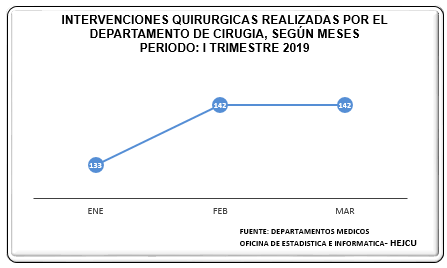 INTERVENCIONES QUIRURGICAS REALIZADAS POR EL
DEPARTAMENTO DE CIRUGIA, SEGÚN MESES
PERIODO: I TRIMESTRE 2019
142
142
133
ENE
FEB
MAR
FUENTE: DEPARTAMENTOS MEDICOS
OFICINA DE ESTADISTICA E INFORMATICA- HEJCU